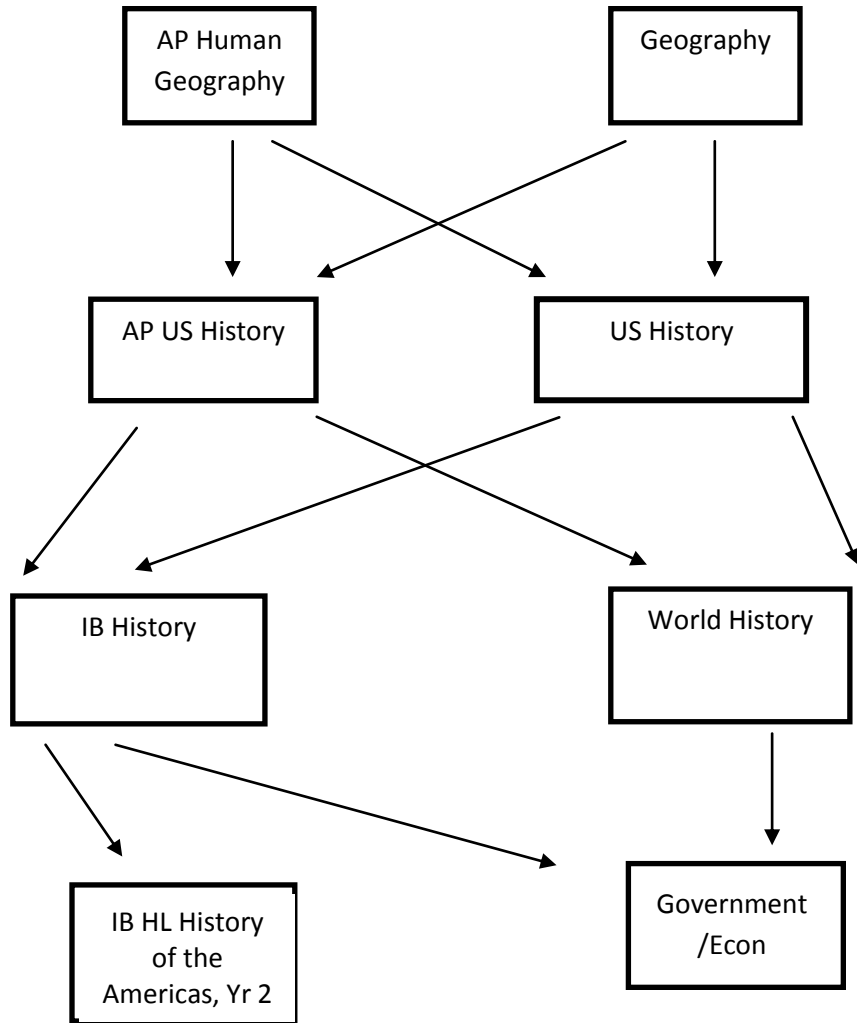 AP Human
Geography
Geography
AP US History
US History
IB History
World History
IB HL History
of the
Americas, Yr 2
Government
/Econ